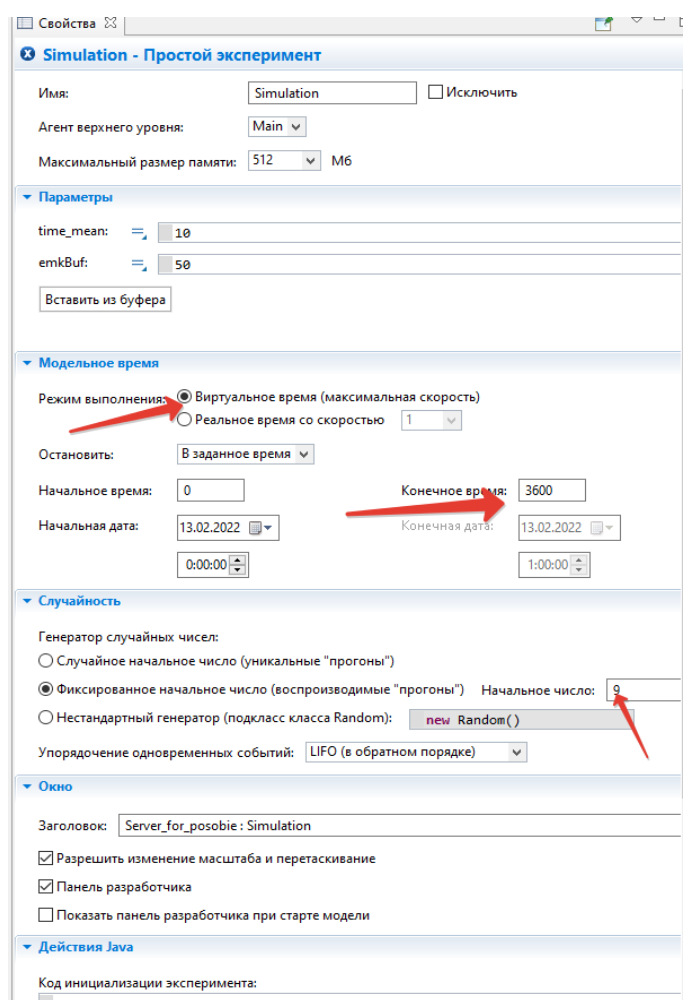 Свойства
Simulation - Простой эксперимент
Имя: Simulation Исключить
Агент верхнего уровня: Main
Максимальный размер памяти: 512 Мб
Параметры
time_mean: 10
emkBuf: 50
Вставить из буфера
Модельное время
Режим выполнения: Виртуальное время (максимальная скорость)
Реальное время со скоростью 1
Остановить: В заданное время
Начальное время: 0 Конечное время: 3600
Начальная дата: 13.02.2022 Конечная дата: 13.02.2022
0:00:00 1:00:00
Случайность
Генератор случайных чисел:
Случайное начальное число (уникальные "прогоны")
Фиксированное начальное число (воспроизводимые "прогоны") Начальное число: 9
Нестандартный генератор (подкласс класса Random): new Random()
Упорядочение одновременных событий: LIFO (в обратном порядке)
Окно
Заголовок: Server_for_posobie : Simulation
Разрешить изменение масштаба и перетаскивание
Панель разработчика
Показать панель разработчика при старте модели
Действия Java
Код инициализации эксперимента: